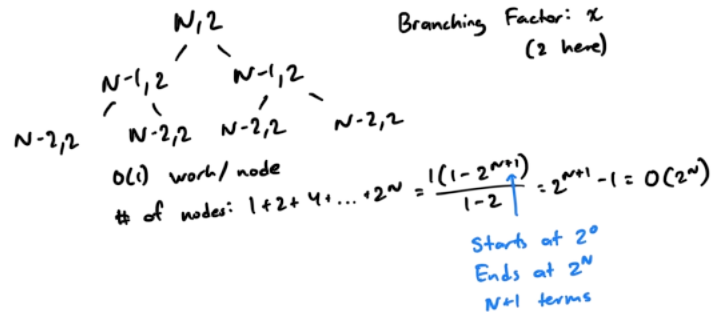 N,2
Branching Factor: x
(2 here)
N-1,2 N-1,2
N-2,2 N-2,2 N-2,2 N-2,2
O(1) work/node
# of nodes: 1+2+4+...+2^N = 1(1-2^(N+1))/(1-2) = 2^(N+1) - 1 = O(2^N)
Starts at 2^0
Ends at 2^N
N+1 terms